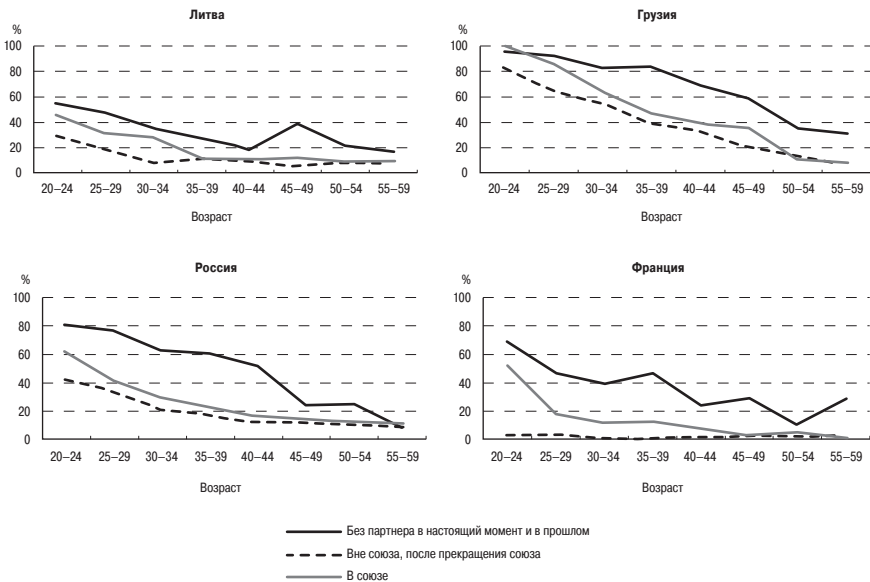 Литва
%
100
80
60
40
20
0
20–24 25–29 30–34 35–39 40–44 45–49 50–54 55–59
Возраст
Грузия
%
100
80
60
40
20
0
20–24 25–29 30–34 35–39 40–44 45–49 50–54 55–59
Возраст
Россия
%
100
80
60
40
20
0
20–24 25–29 30–34 35–39 40–44 45–49 50–54 55–59
Возраст
Франция
%
100
80
60
40
20
0
20–24 25–29 30–34 35–39 40–44 45–49 50–54 55–59
Возраст
Без партнера в настоящий момент и в прошлом
Вне союза, после прекращения союза
В союзе